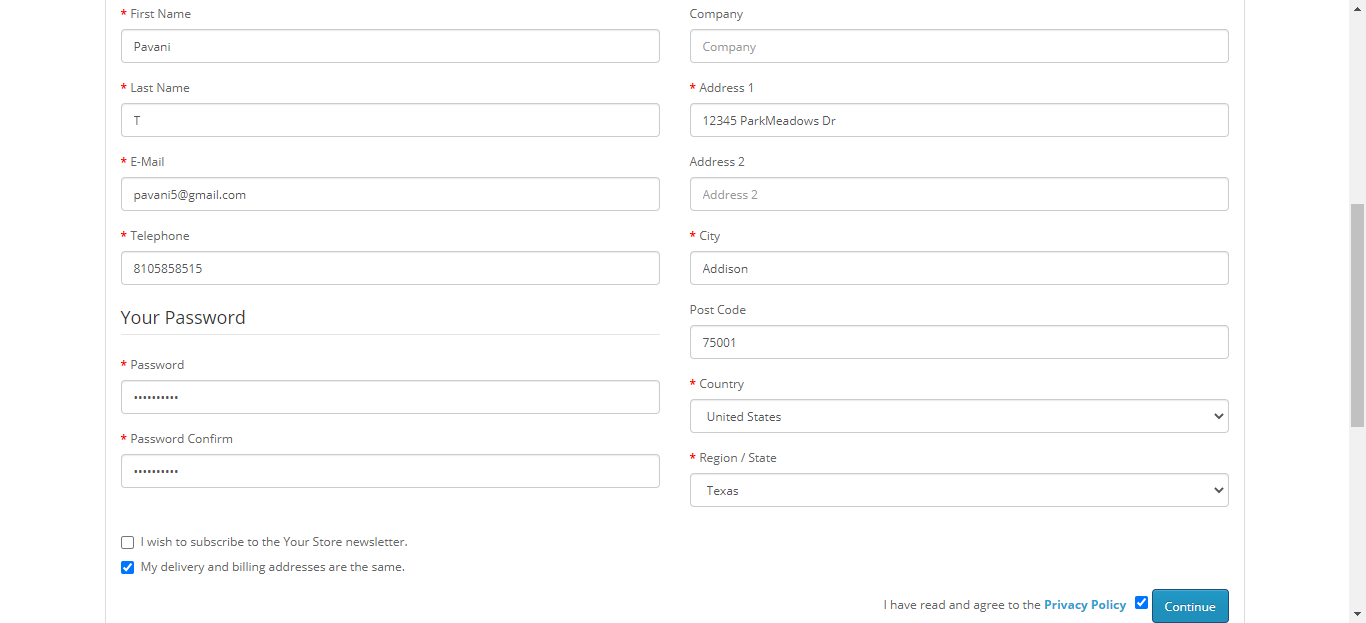 * First Name
Pavani
* Last Name
T
* E-Mail
pavani5@gmail.com
* Telephone
8105858515
Your Password
* Password
••••••••••
* Password Confirm
••••••••••
Company
Company
* Address 1
12345 ParkMeadows Dr
Address 2
Address 2
* City
Addison
Post Code
75001
* Country
United States
* Region / State
Texas
I wish to subscribe to the Your Store newsletter.
My delivery and billing addresses are the same.
I have read and agree to the Privacy Policy
Continue